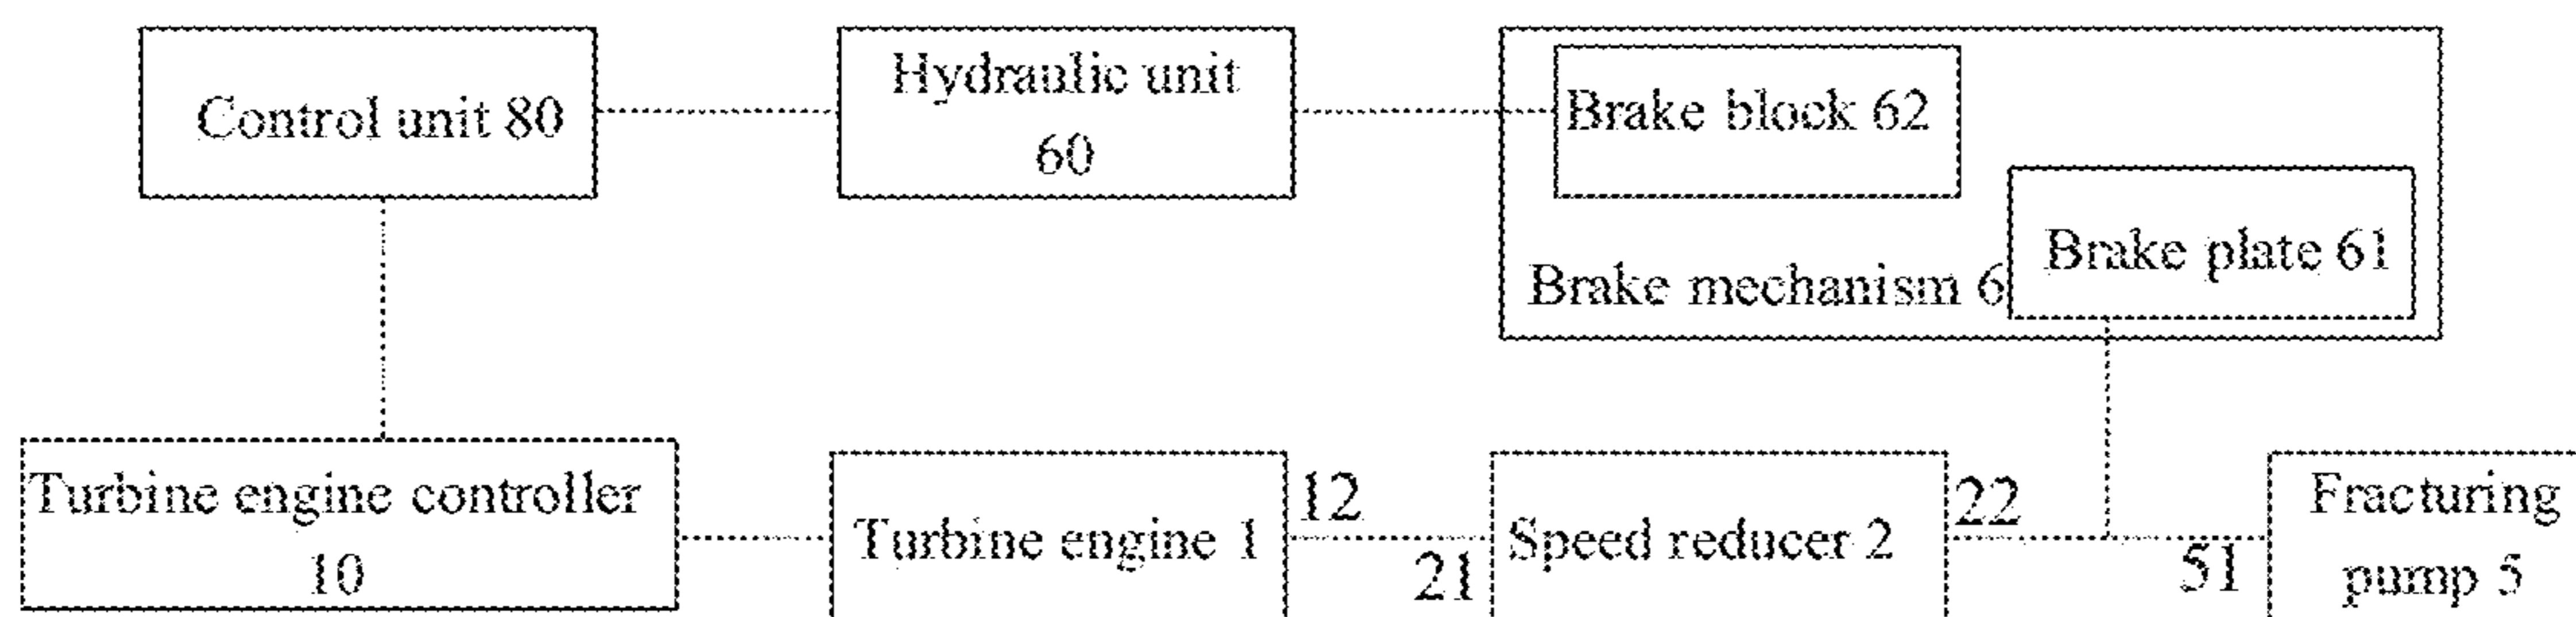 Control unit 80
Hydraulic unit
60
Brake block 62
Brake plate 61
Brake mechanism 6
Turbine engine controller
10
Turbine engine 1
12
21
Speed reducer 2
22
51
Fracturing
pump 5